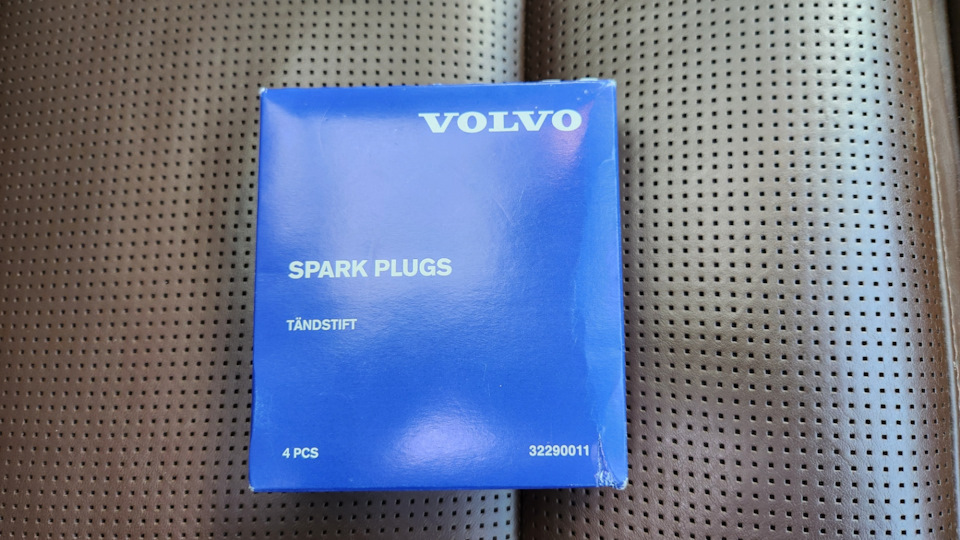 VOLVO
SPARK PLUGS
TÄNDSTIFT
4 PCS
32290011